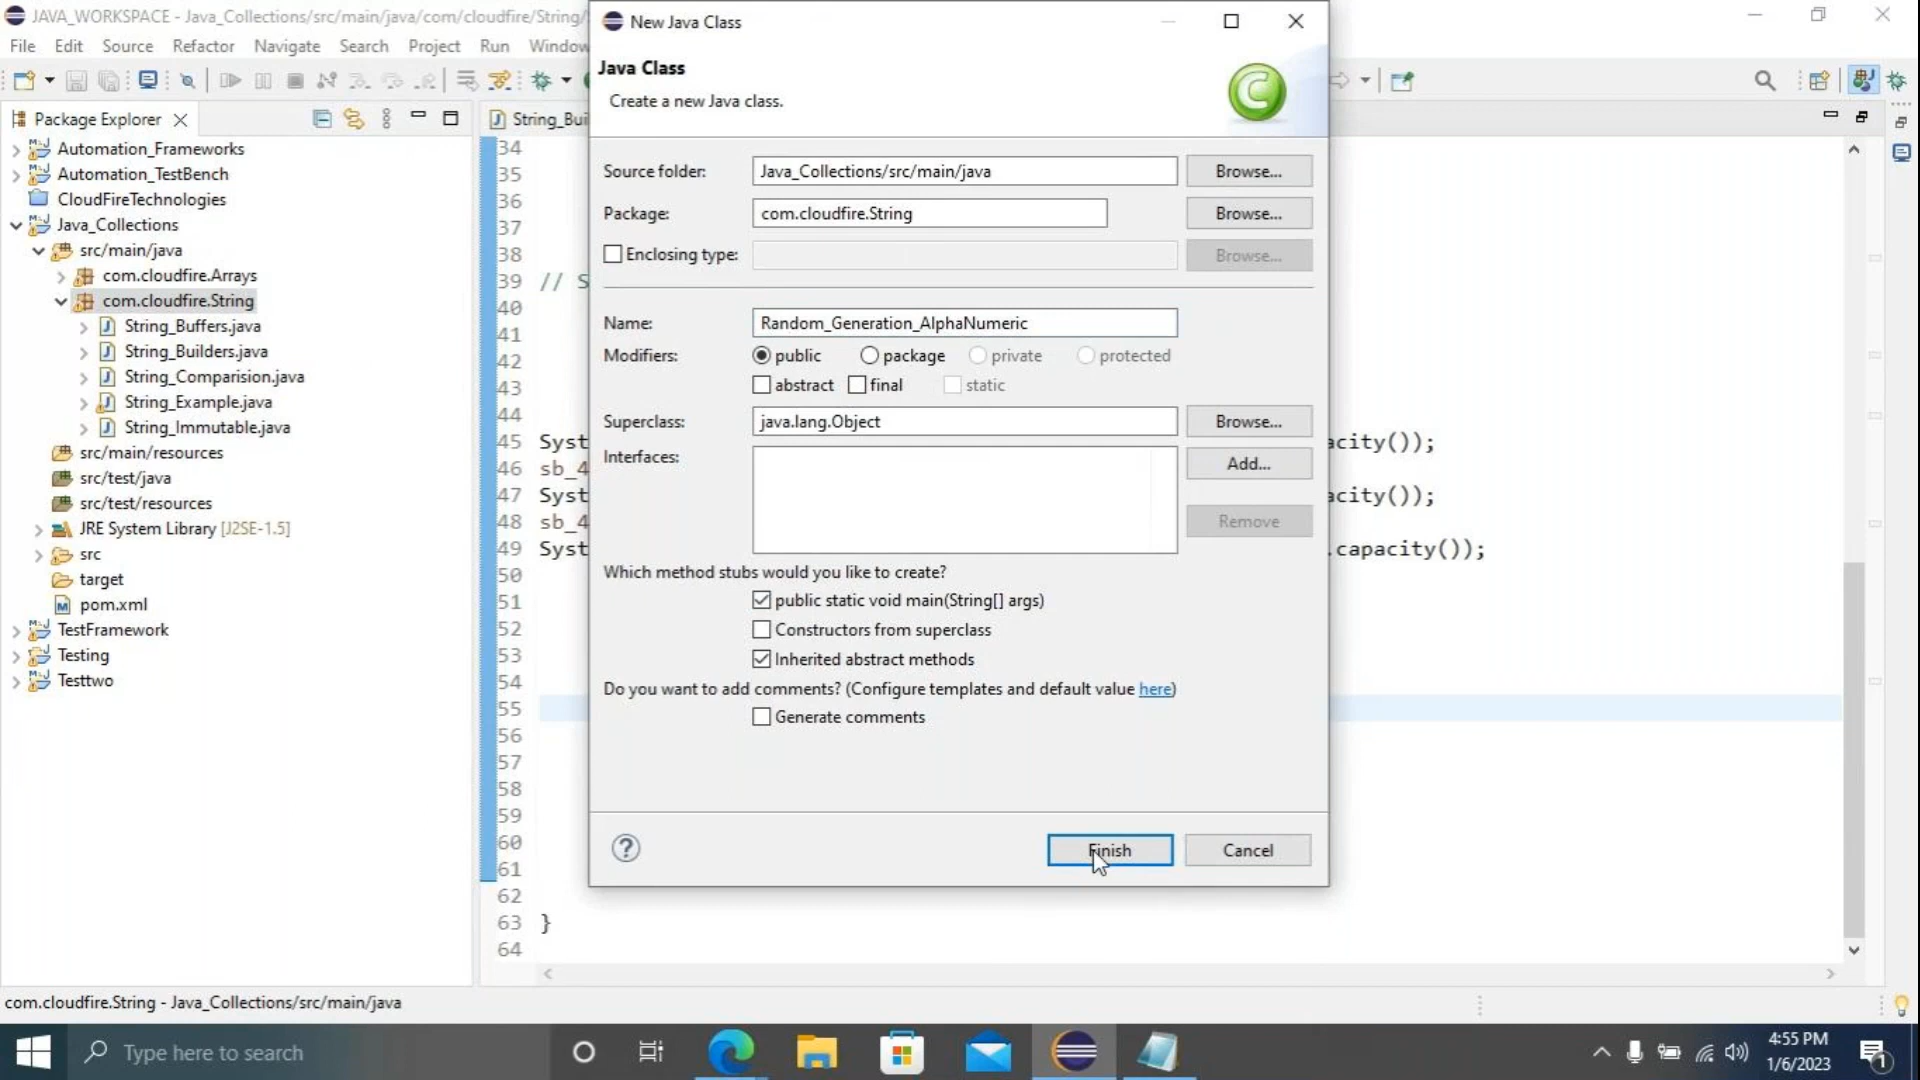 JAVA_WORKSPACE - Java_Collections/src/main/java/com/cloudfire/String/
File Edit Source Refactor Navigate Search Project Run Window
Package Explorer
Automation_Frameworks
Automation_TestBench
CloudFireTechnologies
Java_Collections
src/main/java
com.cloudfire.Arrays
com.cloudfire.String
String_Buffers.java
String_Builders.java
String_Comparision.java
String_Example.java
String_Immutable.java
src/main/resources
src/test/java
src/test/resources
JRE System Library [J2SE-1.5]
src
target
pom.xml
TestFramework
Testing
Testtwo
String_Bui
34
35
36
37
38
39 // S
40
41
42
43
44
45 Syst acity());
46 sb_4
47 Syst acity());
48 sb_4
49 Syst .capacity());
50
51
52
53
54
55
56
57
58
59
60
61
62
63 }
64
New Java Class
Java Class
Create a new Java class.
C
Source folder: Java_Collections/src/main/java Browse...
Package: com.cloudfire.String Browse...
Enclosing type: Browse...
Name: Random_Generation_AlphaNumeric
Modifiers: public package private protected
abstract final static
Superclass: java.lang.Object Browse...
Interfaces: Add...
Remove
Which method stubs would you like to create?
public static void main(String[] args)
Constructors from superclass
Inherited abstract methods
Do you want to add comments? (Configure templates and default value here)
Generate comments
? Finish Cancel
com.cloudfire.String - Java_Collections/src/main/java
Type here to search
4:55 PM
1/6/2023
1